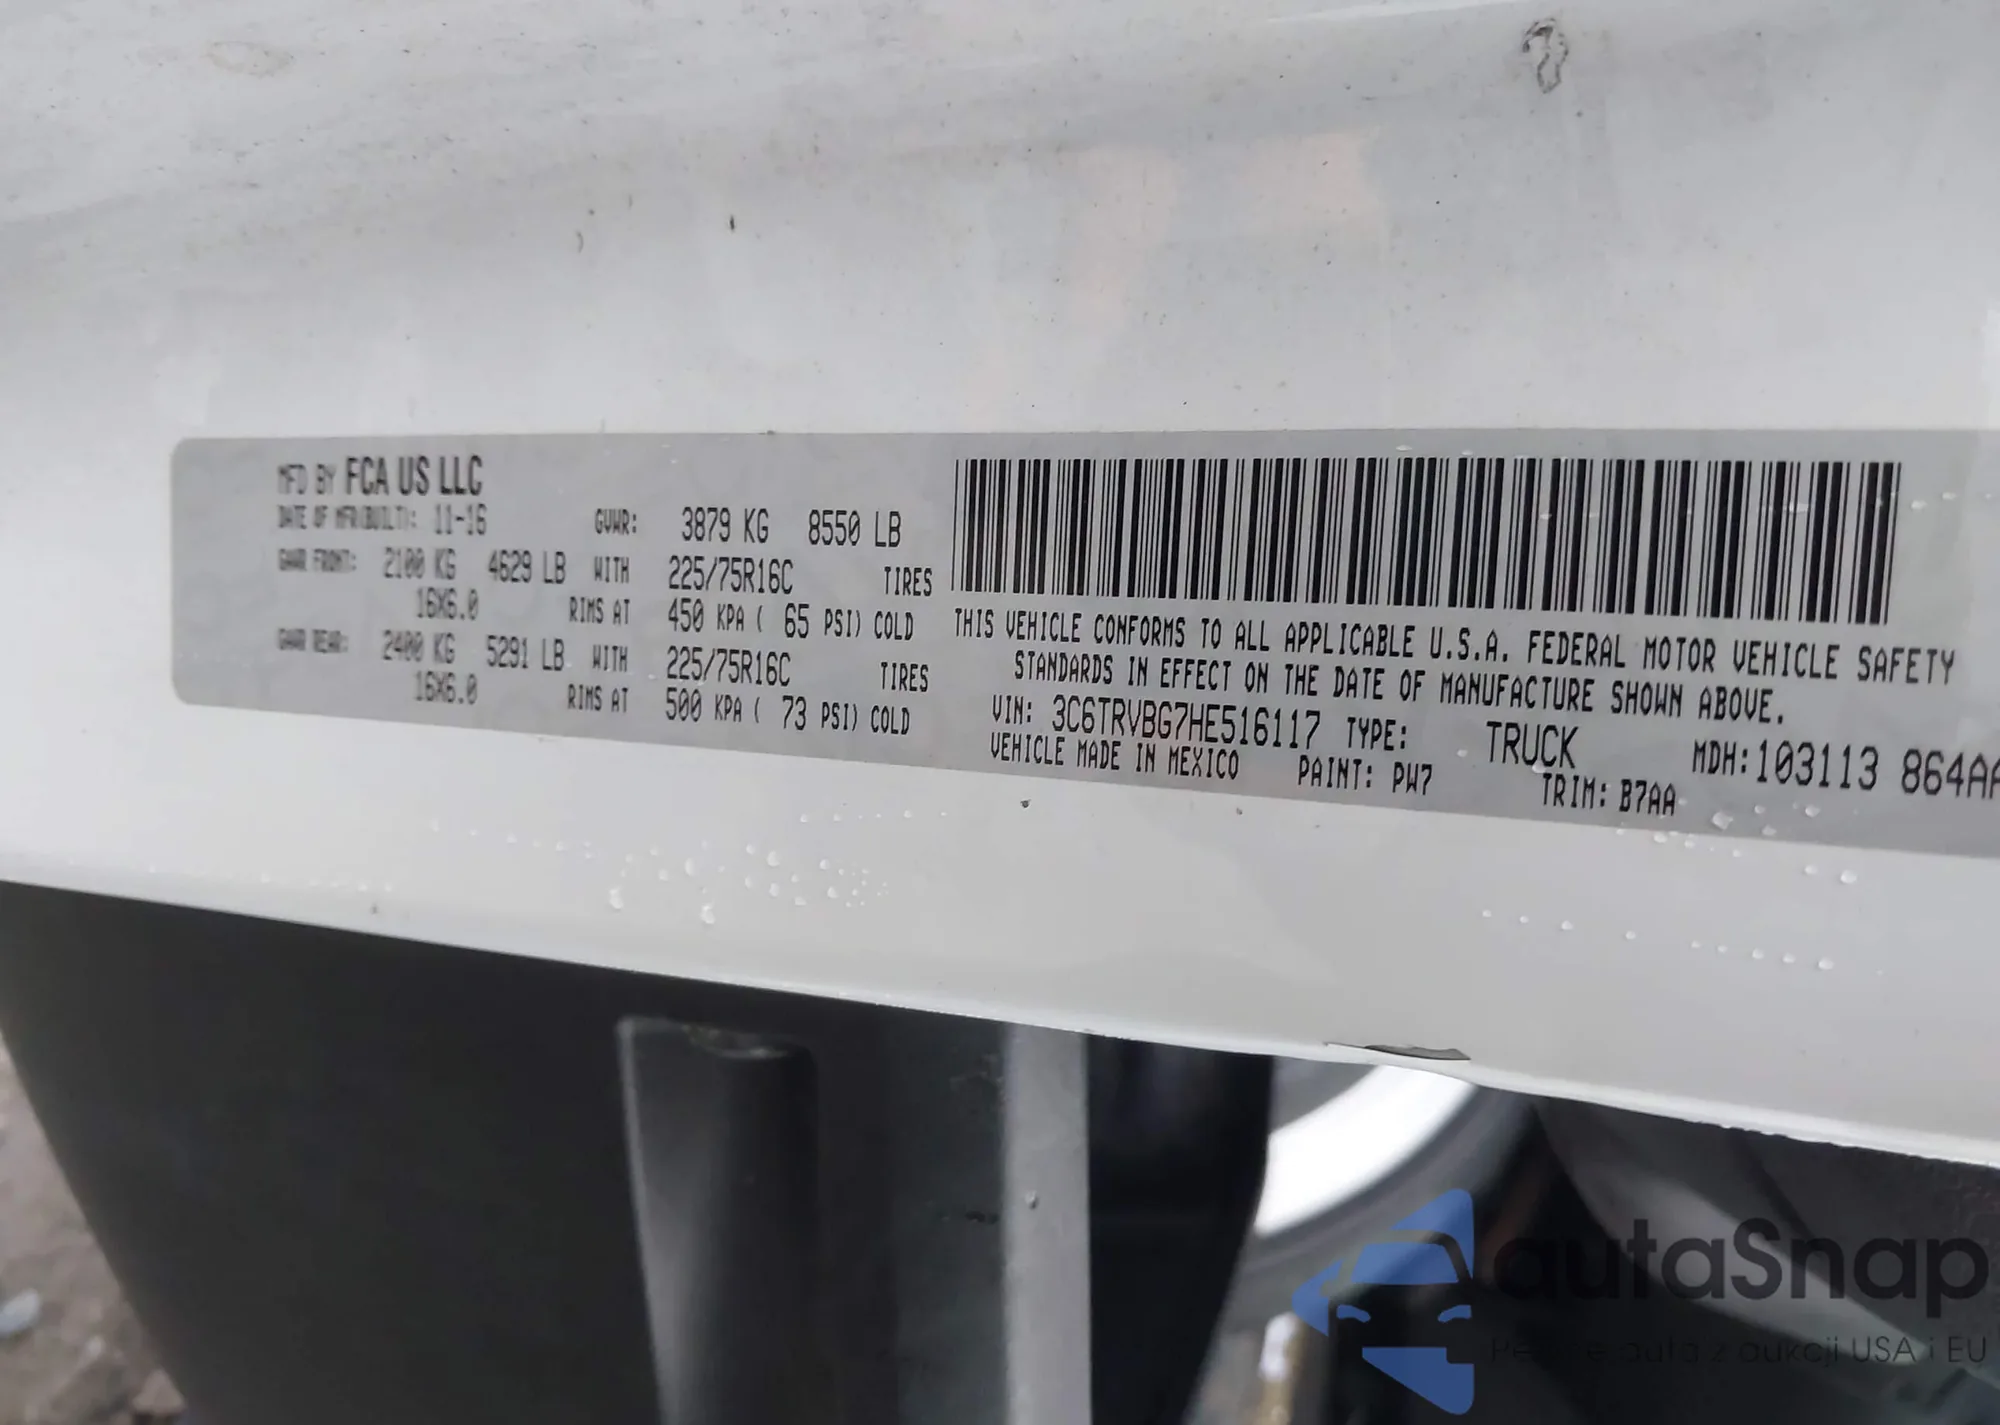 MFD BY FCA US LLC
DATE OF MFR(BUILT): 11-16 GVWR: 3879 KG 8550 LB
GAWR FRONT: 2100 KG 4629 LB WITH 225/75R16C TIRES
16X6.0 RIMS AT 450 KPA ( 65 PSI) COLD
GAWR REAR: 2400 KG 5291 LB WITH 225/75R16C TIRES
16X6.0 RIMS AT 500 KPA ( 73 PSI) COLD
THIS VEHICLE CONFORMS TO ALL APPLICABLE U.S.A. FEDERAL MOTOR VEHICLE SAFETY
STANDARDS IN EFFECT ON THE DATE OF MANUFACTURE SHOWN ABOVE.
VIN: 3C6TRVBG7HE516117 TYPE: TRUCK MDH:103113 864AA
VEHICLE MADE IN MEXICO PAINT: PW7 TRIM: B7AA
autaSnap
auta z aukcji USA i EU